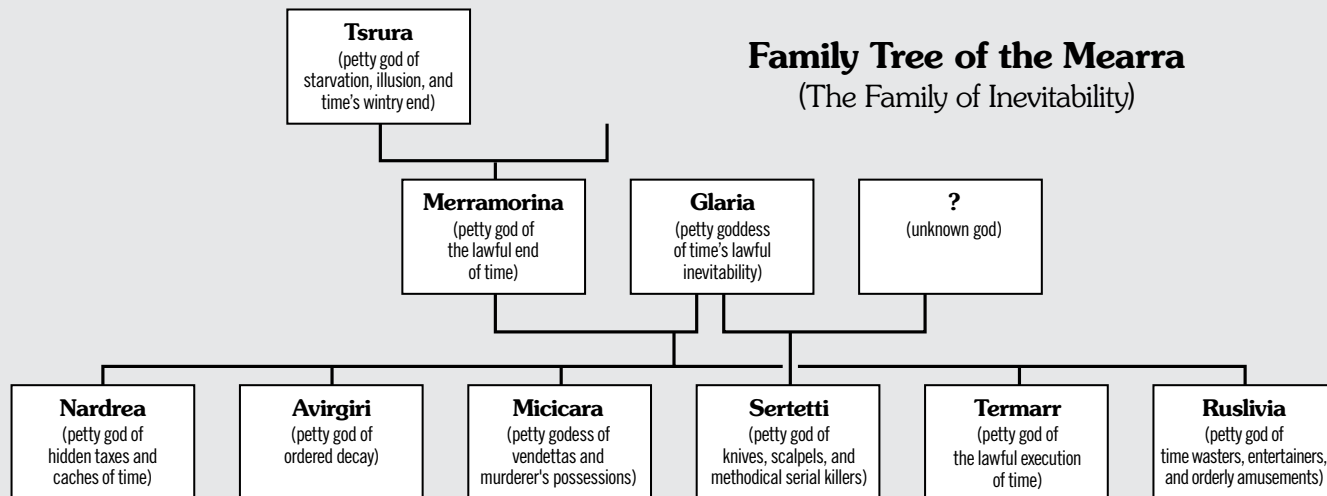 Tsrura
(petty god of
starvation, illusion, and
time's wintry end)
Family Tree of the Mearra
(The Family of Inevitability)
Merramorina
(petty god of
the lawful end
of time)
Glaria
(petty goddess
of time's lawful
inevitability)
?
(unknown god)
Nardrea
(petty god of
hidden taxes and
caches of time)
Avirgiri
(petty god of
ordered decay)
Micicara
(petty godess of
vendettas and
murderer's possessions)
Sertetti
(petty god of
knives, scalpels, and
methodical serial killers)
Termarr
(petty god of
the lawful execution
of time)
Ruslivia
(petty god of
time wasters, entertainers,
and orderly amusements)